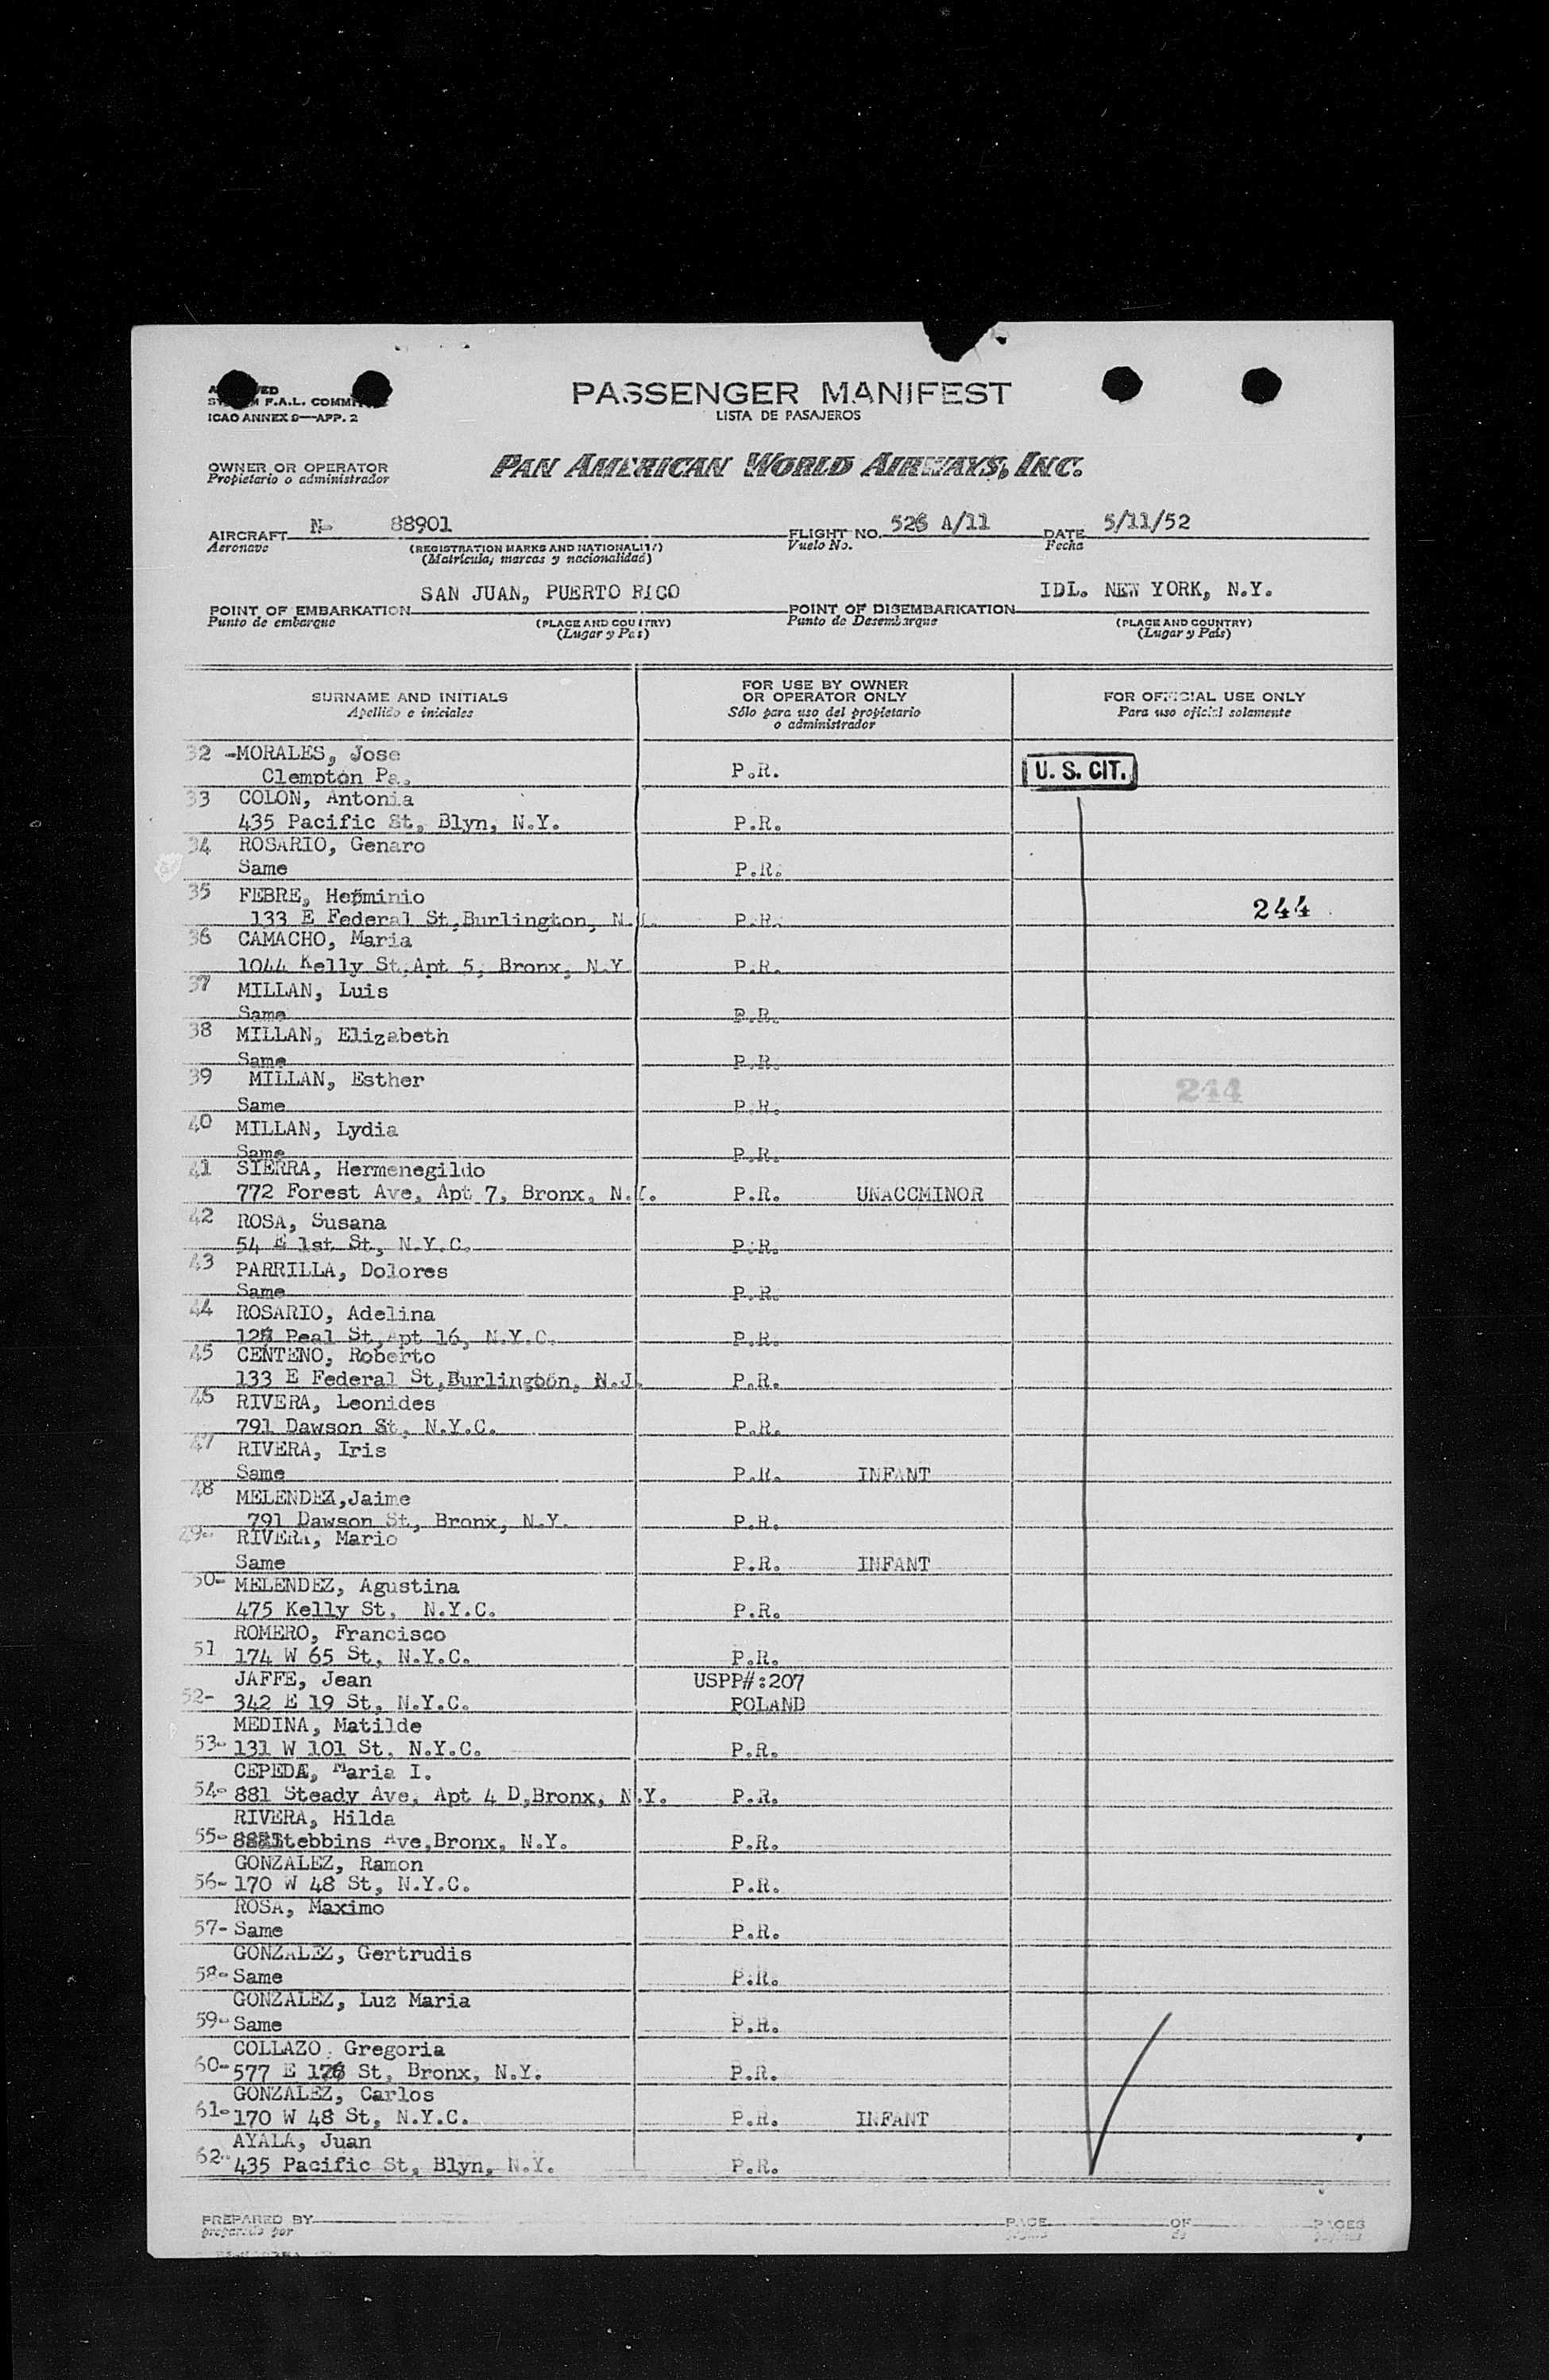 PASSENGER MANIFEST
LISTA DE PASAJEROS
F.A.L.
ICAO ANNEX 9—APP. 2
OWNER OR OPERATOR
Propietario o administrador
PAN AMERICAN WORLD AIRWAYS, INC.
AIRCRAFT N- 88901 FLIGHT NO. 526 A/11 DATE 5/11/52
Aeronave (REGISTRATION MARKS AND NATIONALITY) Vuelo No. Fecha
(Matrícula, marcas y nacionalidad)
SAN JUAN, PUERTO RICO IDL. NEW YORK, N.Y.
POINT OF EMBARKATION POINT OF DISEMBARKATION
Punto de embarque (PLACE AND COUNTRY) Punto de Desembarque (PLACE AND COUNTRY)
(Lugar y País) (Lugar y País)
SURNAME AND INITIALS
Apellido e iniciales
FOR USE BY OWNER
OR OPERATOR ONLY
Sólo para uso del propietario
o administrador
FOR OFFICIAL USE ONLY
Para uso oficial solamente
32 -MORALES, Jose
Clempton Pa. P.R. U. S. CIT.
33 COLON, Antonia
435 Pacific St, Blyn, N.Y. P.R.
34 ROSARIO, Genaro
Same P.R.
35 FEBRE, Herminio
133 E Federal St,Burlington, N.J. P.R. 244
36 CAMACHO, Maria
1044 Kelly St,Apt 5, Bronx, N.Y. P.R.
37 MILLAN, Luis
Same P.R.
38 MILLAN, Elizabeth
Same P.R.
39 MILLAN, Esther 244
Same P.R.
40 MILLAN, Lydia
Same P.R.
41 SIERRA, Hermenegildo
772 Forest Ave, Apt 7, Bronx, N.Y. P.R. UNACCMINOR
42 ROSA, Susana
54 E 1st St, N.Y.C. P.R.
43 PARRILLA, Dolores
Same P.R.
44 ROSARIO, Adelina
Peal St,Apt 16, N.Y.C. P.R.
45 CENTENO, Roberto
133 E Federal St,Burlington, N.J. P.R.
46 RIVERA, Leonides
791 Dawson St, N.Y.C. P.R.
47 RIVERA, Iris
Same P.R. INFANT
48 MELENDEZ,Jaime
791 Dawson St, Bronx, N.Y. P.R.
49- RIVERA, Mario
Same P.R. INFANT
50- MELENDEZ, Agustina
475 Kelly St, N.Y.C. P.R.
ROMERO, Francisco
51 174 W 65 St, N.Y.C. P.R.
JAFFE, Jean USPP#:207
52- 342 E 19 St, N.Y.C. POLAND
MEDINA, Matilde
53- 131 W 101 St, N.Y.C. P.R.
CEPEDA, Maria I.
54- 881 Steady Ave, Apt 4 D,Bronx, N.Y. P.R.
RIVERA, Hilda
55- Stebbins Ave,Bronx, N.Y. P.R.
GONZALEZ, Ramon
56- 170 W 48 St, N.Y.C. P.R.
ROSA, Maximo
57- Same P.R.
GONZALEZ, Gertrudis
58- Same P.R.
GONZALEZ, Luz Maria
59- Same P.R.
COLLAZO, Gregoria
60- 577 E 176 St, Bronx, N.Y. P.R.
GONZALEZ, Carlos
61- 170 W 48 St, N.Y.C. P.R. INFANT
AYALA, Juan
62- 435 Pacific St, Blyn, N.Y. P.R.
PREPARED BY PAGE OF PAGES
preparado por